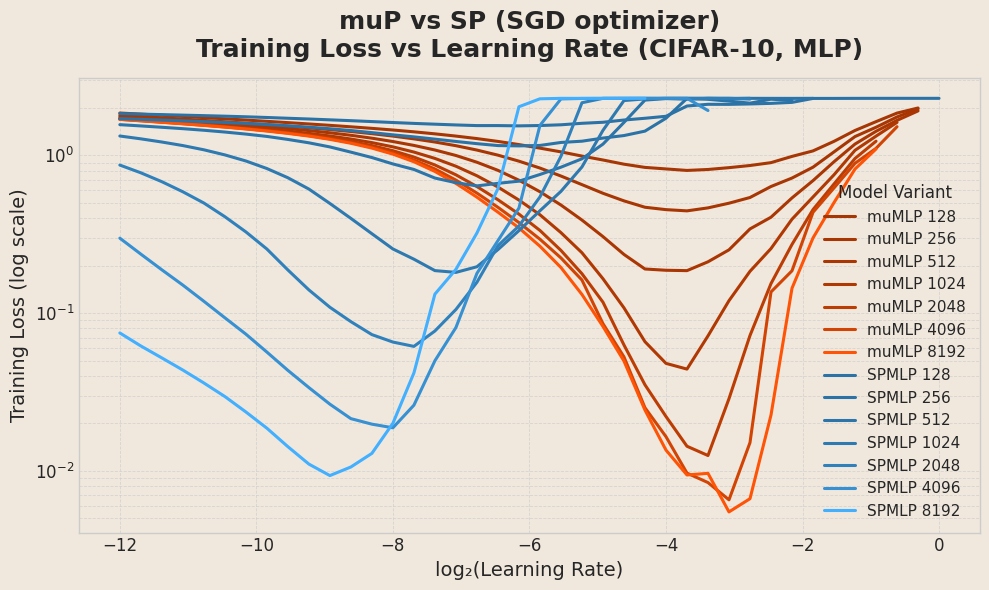 muP vs SP (SGD optimizer)
Training Loss vs Learning Rate (CIFAR-10, MLP)
Training Loss (log scale)
10⁰
10⁻¹
10⁻²
Model Variant
muMLP 128
muMLP 256
muMLP 512
muMLP 1024
muMLP 2048
muMLP 4096
muMLP 8192
SPMLP 128
SPMLP 256
SPMLP 512
SPMLP 1024
SPMLP 2048
SPMLP 4096
SPMLP 8192
−12 −10 −8 −6 −4 −2 0
log₂(Learning Rate)